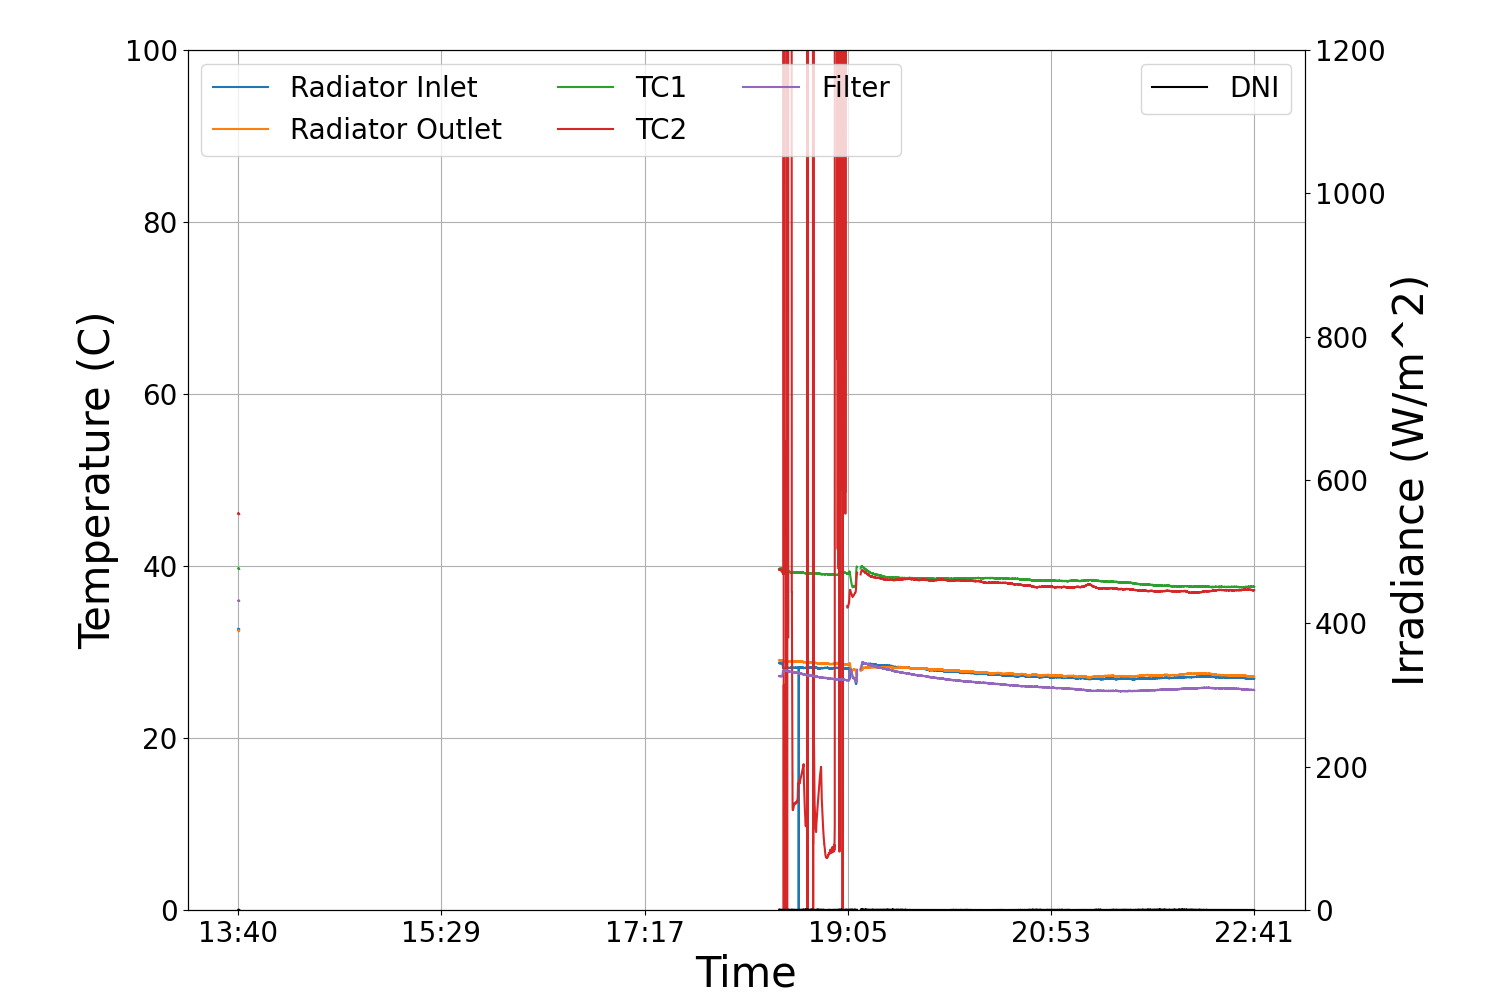 100
80
60
40
20
0
Temperature (C)
Radiator Inlet
Radiator Outlet
TC1
TC2
Filter
DNI
1200
1000
800
600
400
200
0
Irradiance (W/m^2)
13:40 15:29 17:17 19:05 20:53 22:41
Time